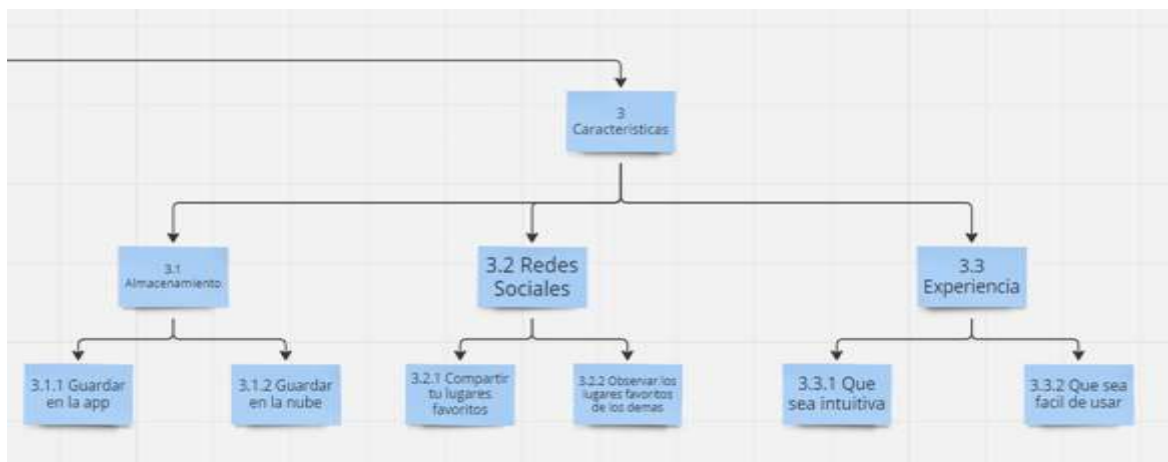 3
Caracteristicas
3.1
Almacenamiento
3.2 Redes
Sociales
3.3
Experiencia
3.1.1 Guardar
en la app
3.1.2 Guardar
en la nube
3.2.1 Compartir
tu lugares
favoritos
3.2.2 Observar los
lugares favoritos
de los demas
3.3.1 Que
sea intuitiva
3.3.2 Que sea
facil de usar